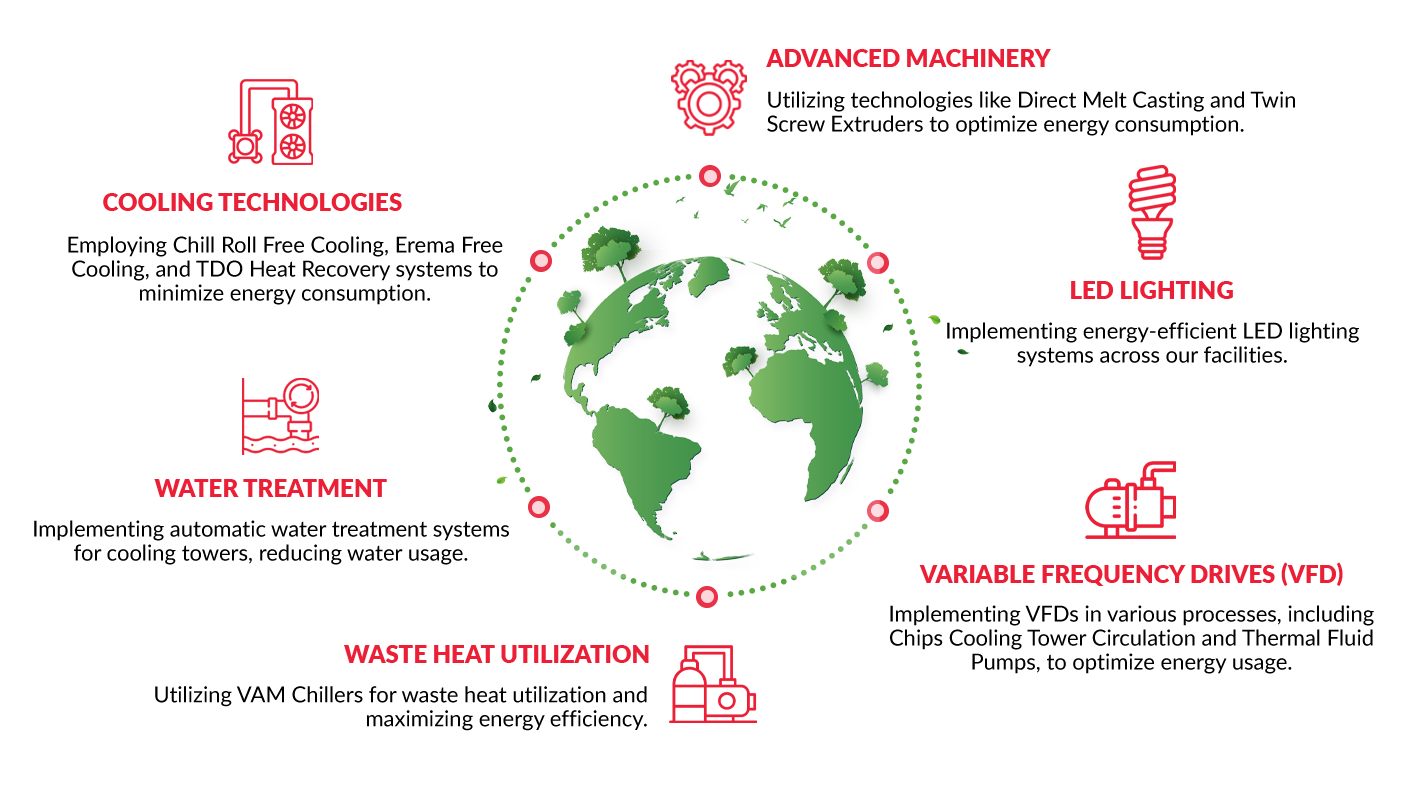 ADVANCED MACHINERY
Utilizing technologies like Direct Melt Casting and Twin
Screw Extruders to optimize energy consumption.
COOLING TECHNOLOGIES
Employing Chill Roll Free Cooling, Erema Free
Cooling, and TDO Heat Recovery systems to
minimize energy consumption.
LED LIGHTING
Implementing energy-efficient LED lighting
systems across our facilities.
WATER TREATMENT
Implementing automatic water treatment systems
for cooling towers, reducing water usage.
VARIABLE FREQUENCY DRIVES (VFD)
Implementing VFDs in various processes, including
Chips Cooling Tower Circulation and Thermal Fluid
Pumps, to optimize energy usage.
WASTE HEAT UTILIZATION
Utilizing VAM Chillers for waste heat utilization and
maximizing energy efficiency.